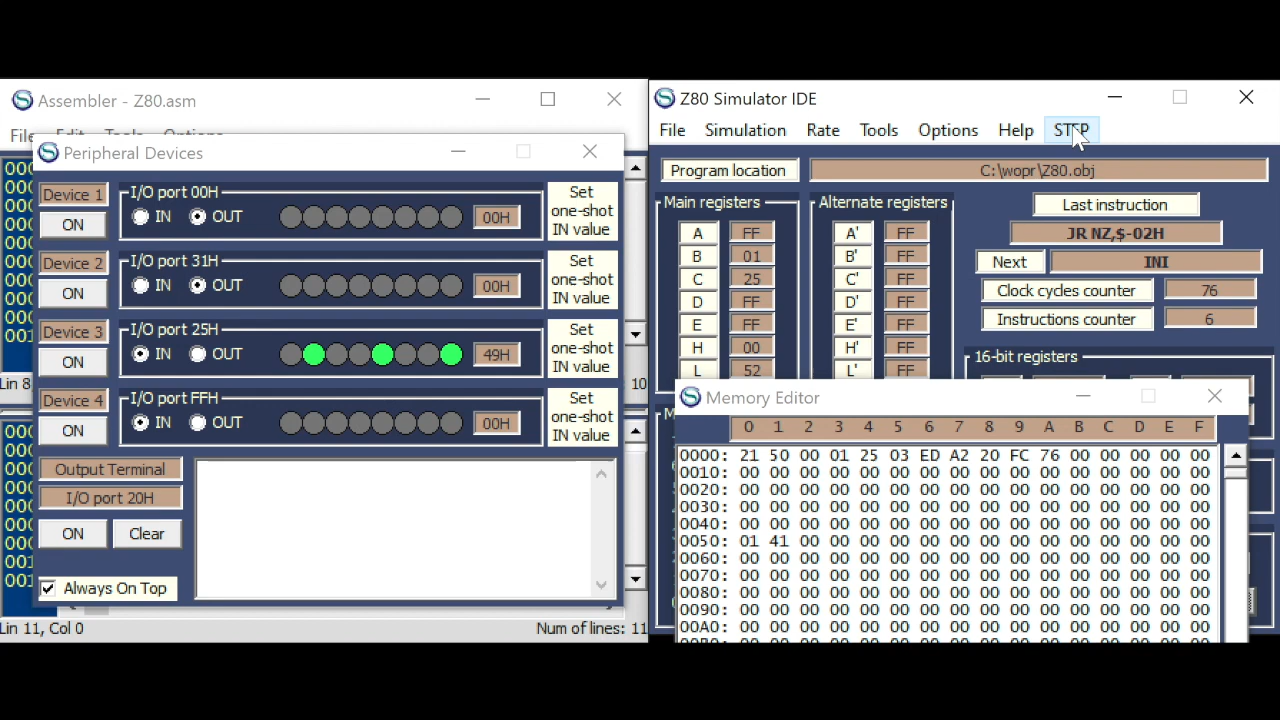 Assembler - Z80.asm
File Edit Tools Options
Peripheral Devices
Device 1
ON
I/O port 00H
IN OUT
00H
Set
one-shot
IN value
Device 2
ON
I/O port 31H
IN OUT
00H
Set
one-shot
IN value
Device 3
ON
I/O port 25H
IN OUT
49H
Set
one-shot
IN value
Device 4
ON
I/O port FFH
IN OUT
00H
Set
one-shot
IN value
Output Terminal
I/O port 20H
ON Clear
Always On Top
Lin 8
10
Lin 11, Col 0
Num of lines: 11
Z80 Simulator IDE
File Simulation Rate Tools Options Help STEP
Program location C:\wopr\Z80.obj
Main registers
A FF
B 01
C 25
D FF
E FF
H 00
L 52
Alternate registers
A' FF
B' FF
C' FF
D' FF
E' FF
H' FF
L' FF
Last instruction
JR NZ,$-02H
Next INI
Clock cycles counter 76
Instructions counter 6
16-bit registers
Memory Editor
0 1 2 3 4 5 6 7 8 9 A B C D E F
0000: 21 50 00 01 25 03 ED A2 20 FC 76 00 00 00 00 00
0010: 00 00 00 00 00 00 00 00 00 00 00 00 00 00 00 00
0020: 00 00 00 00 00 00 00 00 00 00 00 00 00 00 00 00
0030: 00 00 00 00 00 00 00 00 00 00 00 00 00 00 00 00
0040: 00 00 00 00 00 00 00 00 00 00 00 00 00 00 00 00
0050: 01 41 00 00 00 00 00 00 00 00 00 00 00 00 00 00
0060: 00 00 00 00 00 00 00 00 00 00 00 00 00 00 00 00
0070: 00 00 00 00 00 00 00 00 00 00 00 00 00 00 00 00
0080: 00 00 00 00 00 00 00 00 00 00 00 00 00 00 00 00
0090: 00 00 00 00 00 00 00 00 00 00 00 00 00 00 00 00
00A0: 00 00 00 00 00 00 00 00 00 00 00 00 00 00 00 00